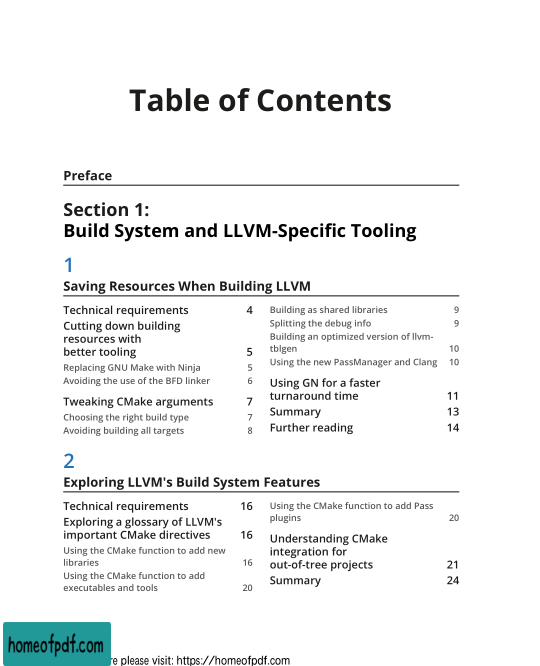 Table of Contents
Preface
Section 1:
Build System and LLVM-Specific Tooling
1
Saving Resources When Building LLVM
Technical requirements 4
Cutting down building
resources with
better tooling 5
Replacing GNU Make with Ninja 5
Avoiding the use of the BFD linker 6
Tweaking CMake arguments 7
Choosing the right build type 7
Avoiding building all targets 8
Building as shared libraries 9
Splitting the debug info 9
Building an optimized version of llvm-
tblgen 10
Using the new PassManager and Clang 10
Using GN for a faster
turnaround time 11
Summary 13
Further reading 14
2
Exploring LLVM's Build System Features
Technical requirements 16
Exploring a glossary of LLVM's
important CMake directives 16
Using the CMake function to add new
libraries 16
Using the CMake function to add
executables and tools 20
Using the CMake function to add Pass
plugins 20
Understanding CMake
integration for
out-of-tree projects 21
Summary 24
homeofpdf.com
re please visit: https://homeofpdf.com